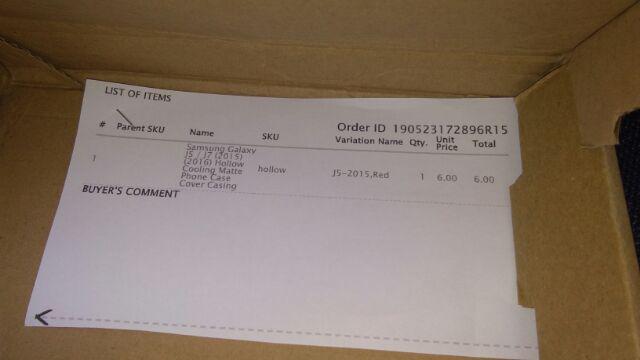 LIST OF ITEMS
Order ID 190523172896R15
# Parent SKU Name SKU Variation Name Qty. Unit Price Total
1 Samsung Galaxy J5 / J7 (2015) (2016) Hollow Cooling Matte Phone Case Cover Casing hollow J5-2015,Red 1 6.00 6.00
BUYER'S COMMENT